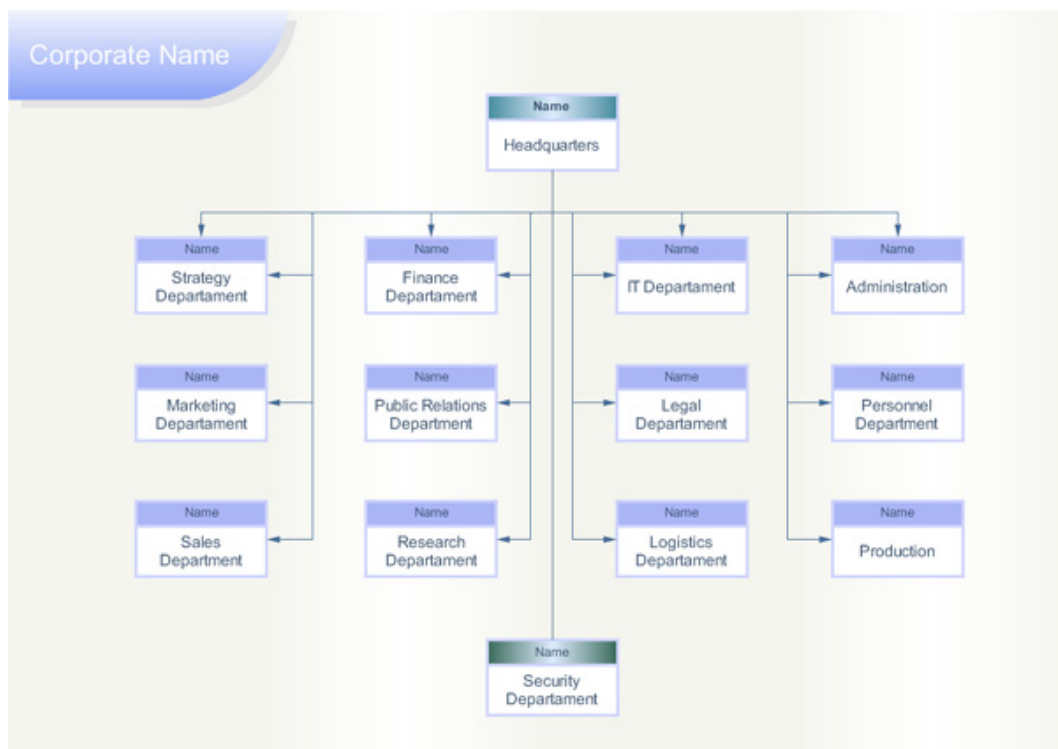 Corporate Name
Name
Headquarters
Name
Strategy
Departament
Name
Finance
Departament
Name
IT Departament
Name
Administration
Name
Marketing
Departament
Name
Public Relations
Department
Name
Legal
Departament
Name
Personnel
Department
Name
Sales
Department
Name
Research
Departament
Name
Logistics
Departament
Name
Production
Name
Security
Departament